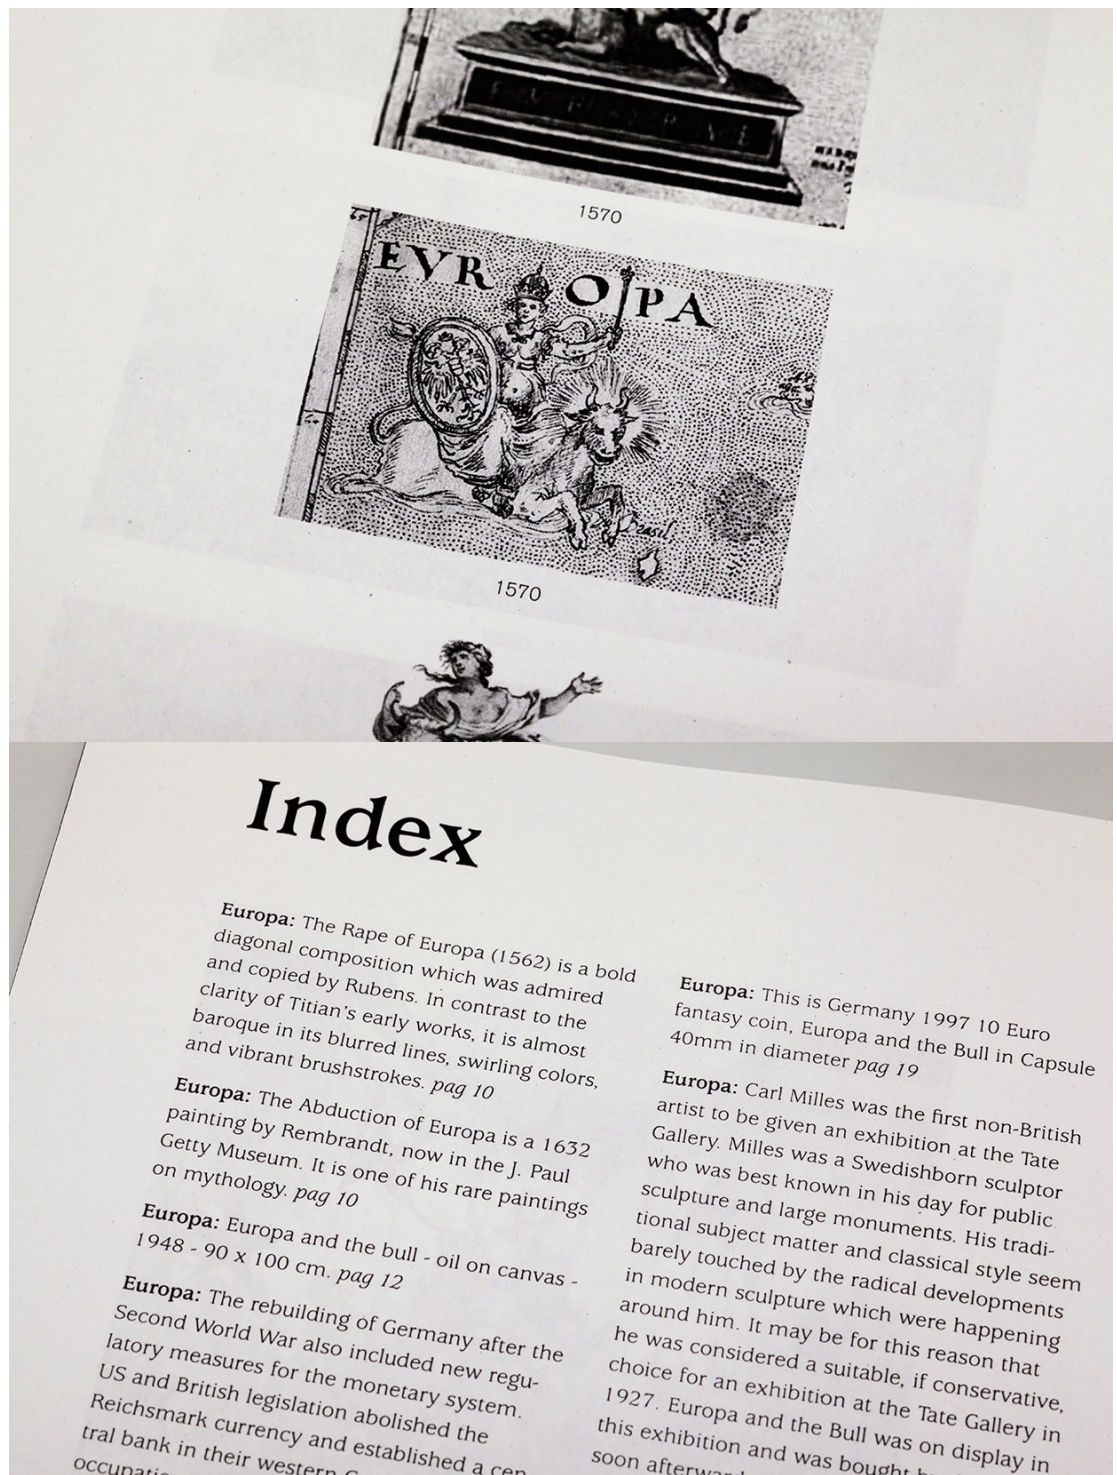 1570
EVR OPA
Brasil
1570
Index
Europa: The Rape of Europa (1562) is a bold
diagonal composition which was admired
and copied by Rubens. In contrast to the
clarity of Titian's early works, it is almost
baroque in its blurred lines, swirling colors,
and vibrant brushstrokes. pag 10
Europa: The Abduction of Europa is a 1632
painting by Rembrandt, now in the J. Paul
Getty Museum. It is one of his rare paintings
on mythology. pag 10
Europa: Europa and the bull - oil on canvas -
1948 - 90 x 100 cm. pag 12
Europa: The rebuilding of Germany after the
Second World War also included new regu-
latory measures for the monetary system.
US and British legislation abolished the
Reichsmark currency and established a cen
tral bank in their western
Europa: This is Germany 1997 10 Euro
fantasy coin, Europa and the Bull in Capsule
40mm in diameter pag 19
Europa: Carl Milles was the first non-British
artist to be given an exhibition at the Tate
Gallery. Milles was a Swedishborn sculptor
who was best known in his day for public
sculpture and large monuments. His tradi-
tional subject matter and classical style seem
barely touched by the radical developments
in modern sculpture which were happening
around him. It may be for this reason that
he was considered a suitable, if conservative,
choice for an exhibition at the Tate Gallery in
1927. Europa and the Bull was on display in
this exhibition and was bought
soon